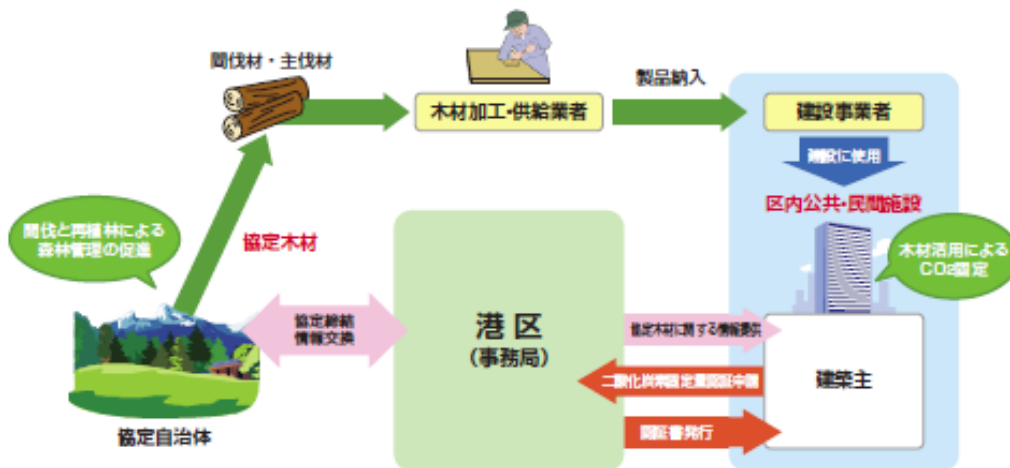 間伐材・主伐材
木材加工・供給業者
製品納入
建設事業者
建設に使用
区内公共・民間施設
間伐と再植林による
森林管理の促進
協定木材
木材活用による
CO2固定
協定締結
情報交換
港区
(事務局)
協定木材に関する情報提供
二酸化炭素固定量認証申請
認証書発行
建築主
協定自治体